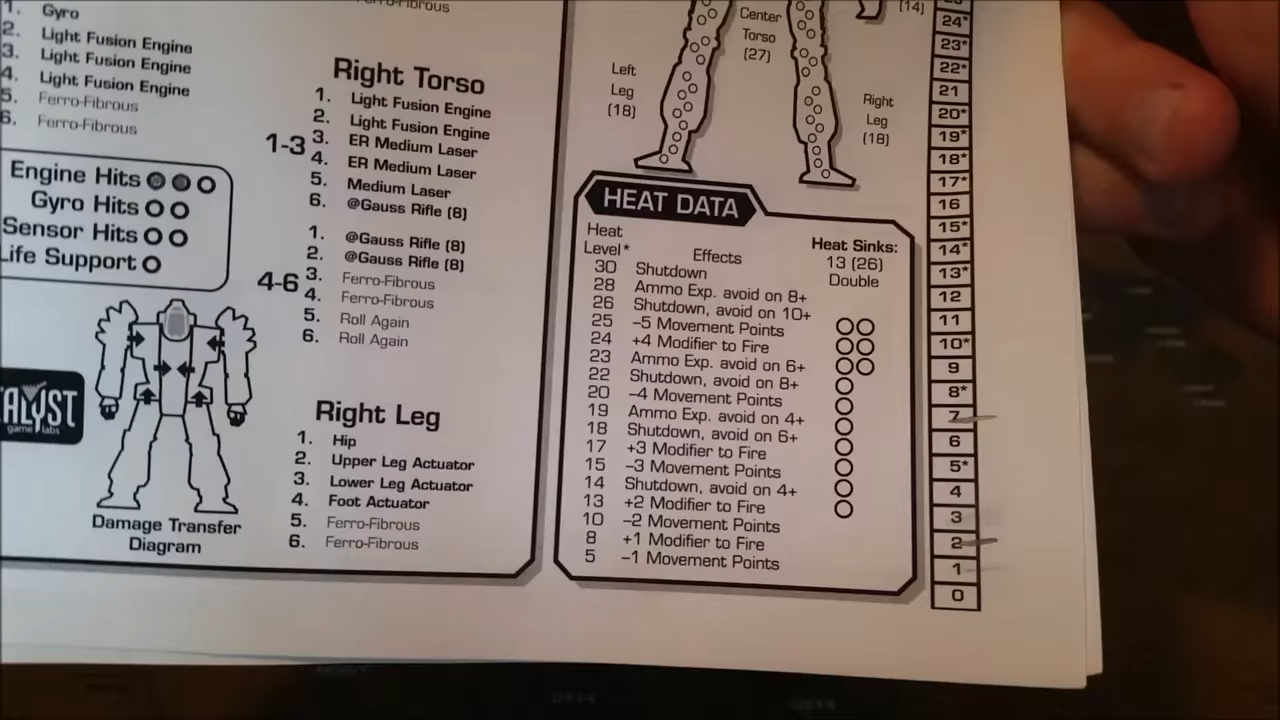 1. Gyro
2. Light Fusion Engine
3. Light Fusion Engine
4. Light Fusion Engine
5. Ferro-Fibrous
6. Ferro-Fibrous
Ferro-Fibrous
Engine Hits
Gyro Hits
Sensor Hits
Life Support
CATALYST
game labs
Damage Transfer
Diagram
Right Torso
1-3
1. Light Fusion Engine
2. Light Fusion Engine
3. ER Medium Laser
4. ER Medium Laser
5. Medium Laser
6. @Gauss Rifle (8)
4-6
1. @Gauss Rifle (8)
2. @Gauss Rifle (8)
3. Ferro-Fibrous
4. Ferro-Fibrous
5. Roll Again
6. Roll Again
Right Leg
1. Hip
2. Upper Leg Actuator
3. Lower Leg Actuator
4. Foot Actuator
5. Ferro-Fibrous
6. Ferro-Fibrous
Left
Leg
(18)
Center
Torso
(27)
Right
Leg
(18)
(14)
HEAT DATA
Heat
Level* Effects
30 Shutdown
28 Ammo Exp. avoid on 8+
26 Shutdown, avoid on 10+
25 –5 Movement Points
24 +4 Modifier to Fire
23 Ammo Exp. avoid on 6+
22 Shutdown, avoid on 8+
20 –4 Movement Points
19 Ammo Exp. avoid on 4+
18 Shutdown, avoid on 6+
17 +3 Modifier to Fire
15 –3 Movement Points
14 Shutdown, avoid on 4+
13 +2 Modifier to Fire
10 –2 Movement Points
8 +1 Modifier to Fire
5 –1 Movement Points
Heat Sinks:
13 (26)
Double
24*
23*
22*
21
20*
19*
18*
17*
16
15*
14*
13*
12
11
10*
9
8*
7
6
5*
4
3
2
1
0